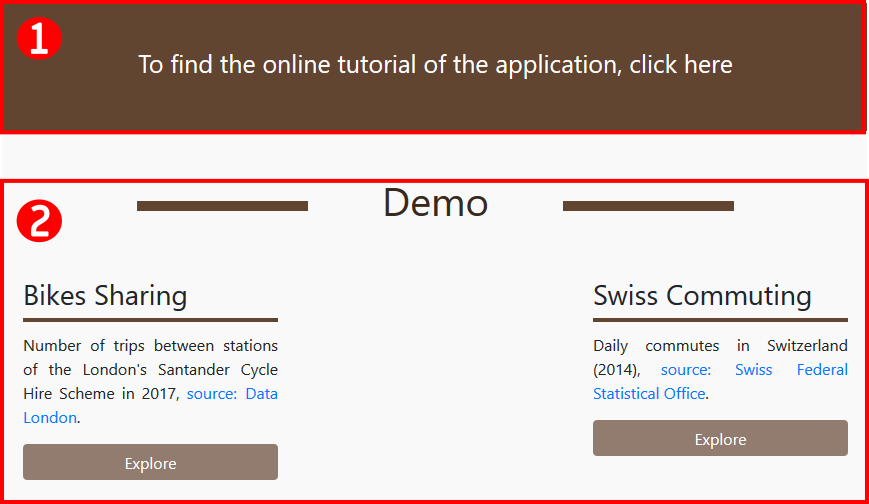 1
To find the online tutorial of the application, click here
2
Demo
Bikes Sharing
Number of trips between stations
of the London's Santander Cycle
Hire Scheme in 2017, source: Data
London.
Explore
Swiss Commuting
Daily commutes in Switzerland
(2014), source: Swiss Federal
Statistical Office.
Explore